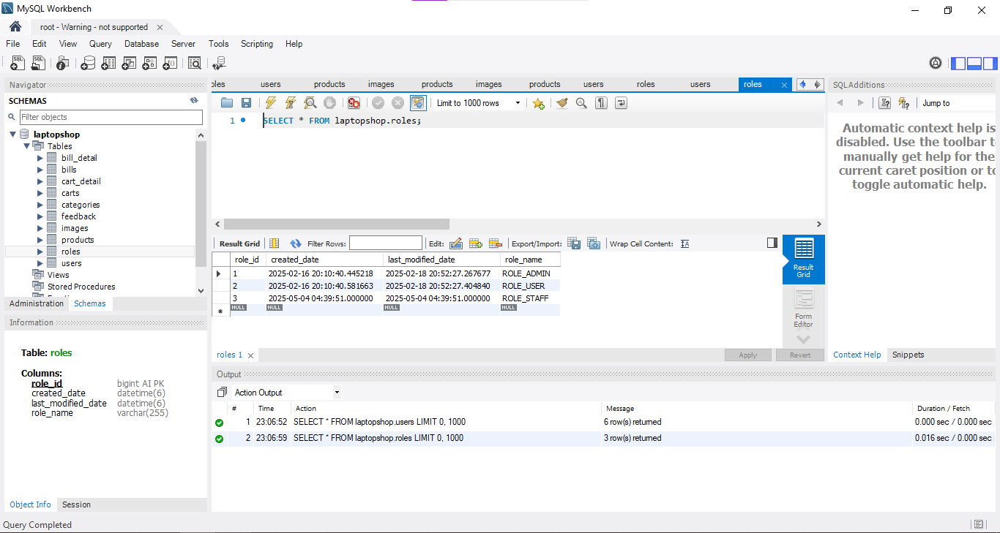 MySQL Workbench
root - Warning - not supported
File Edit View Query Database Server Tools Scripting Help
Navigator
SCHEMAS
Filter objects
laptopshop
Tables
bill_detail
bills
cart_detail
carts
categories
feedback
images
products
roles
users
Views
Stored Procedures
Administration Schemas
Information
Table: roles
Columns:
role_id bigint AI PK
created_date datetime(6)
last_modified_date datetime(6)
role_name varchar(255)
Object Info Session
Query Completed
oles users products images products images products users roles users roles
Limit to 1000 rows
1 SELECT * FROM laptopshop.roles;
Result Grid Filter Rows: Edit: Export/Import: Wrap Cell Content:
role_id created_date last_modified_date role_name
1 2025-02-16 20:10:40.445218 2025-02-18 20:52:27.267677 ROLE_ADMIN
2 2025-02-16 20:10:40.581663 2025-02-18 20:52:27.404840 ROLE_USER
3 2025-05-04 04:39:51.000000 2025-05-04 04:39:51.000000 ROLE_STAFF
NULL NULL NULL NULL
Result
Grid
Form
Editor
roles 1
Apply Revert
SQLAdditions
Jump to
Automatic context help is
disabled. Use the toolbar t
manually get help for the
current caret position or to
toggle automatic help.
Context Help Snippets
Output
Action Output
# Time Action Message Duration / Fetch
1 23:06:52 SELECT * FROM laptopshop.users LIMIT 0, 1000 6 row(s) returned 0.000 sec / 0.000 sec
2 23:06:59 SELECT * FROM laptopshop.roles LIMIT 0, 1000 3 row(s) returned 0.016 sec / 0.000 sec